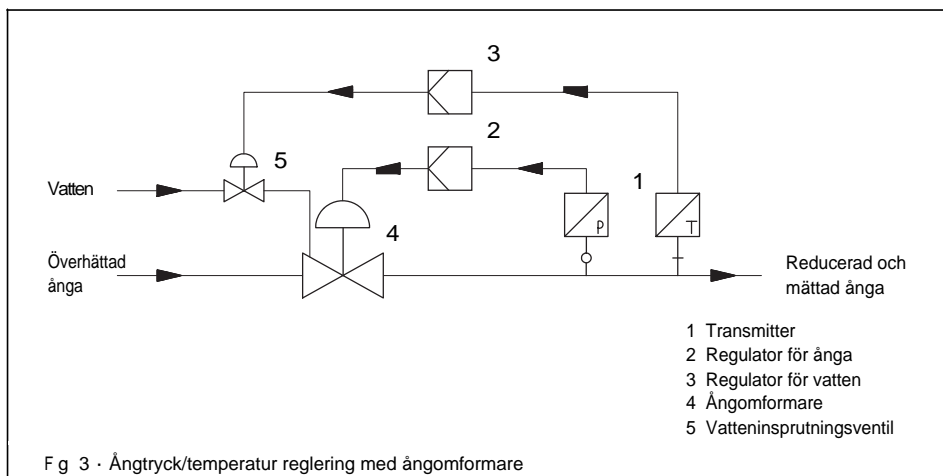 3
2
5
1
Vatten
P
T
4
Överhättad
ånga
Reducerad och
mättad ånga
1 Transmitter
2 Regulator för ånga
3 Regulator för vatten
4 Ångomformare
5 Vatteninsprutningsventil
F g 3 · Ångtryck/temperatur reglering med ångomformare